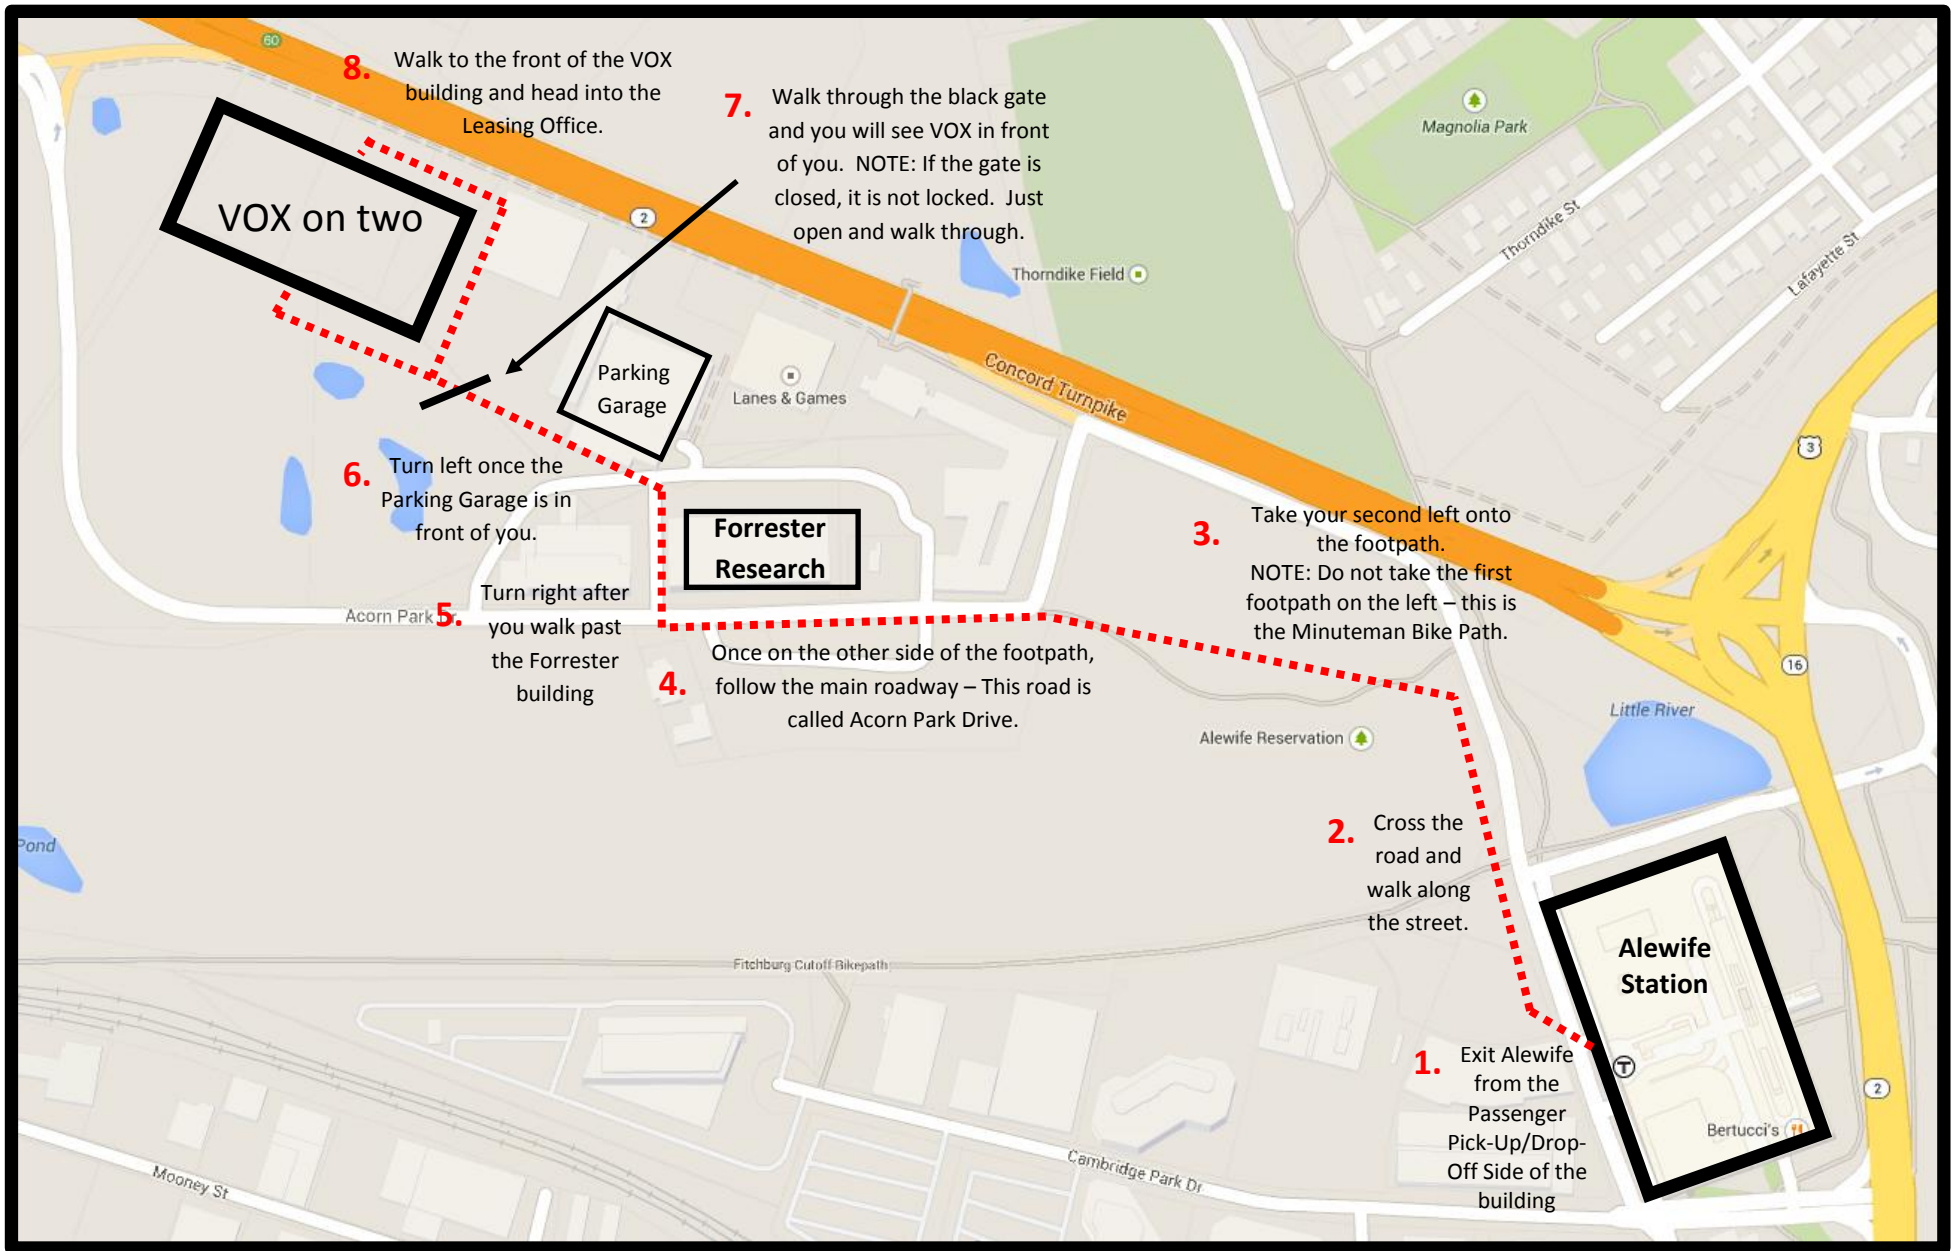 60
8. Walk to the front of the VOX
building and head into the
Leasing Office.
7. Walk through the black gate
and you will see VOX in front
of you.  NOTE: If the gate is
closed, it is not locked.  Just
open and walk through.
Magnolia Park
Thorndike St
Lafayette St
VOX on two
2
Thorndike Field
Concord Turnpike
Parking
Garage
Lanes & Games
3
6. Turn left once the
Parking Garage is in
front of you.
Forrester
Research
3. Take your second left onto
the footpath.
NOTE: Do not take the first
footpath on the left – this is
the Minuteman Bike Path.
Acorn Park Dr
5. Turn right after
you walk past
the Forrester
building
4. Once on the other side of the footpath,
follow the main roadway – This road is
called Acorn Park Drive.
16
Little River
Alewife Reservation
2. Cross the
road and
walk along
the street.
Pond
Alewife
Station
Fitchburg Cutoff Bikepath
1. Exit Alewife
from the
Passenger
Pick-Up/Drop-
Off Side of the
building
T
2
Bertucci's
Cambridge Park Dr
Mooney St